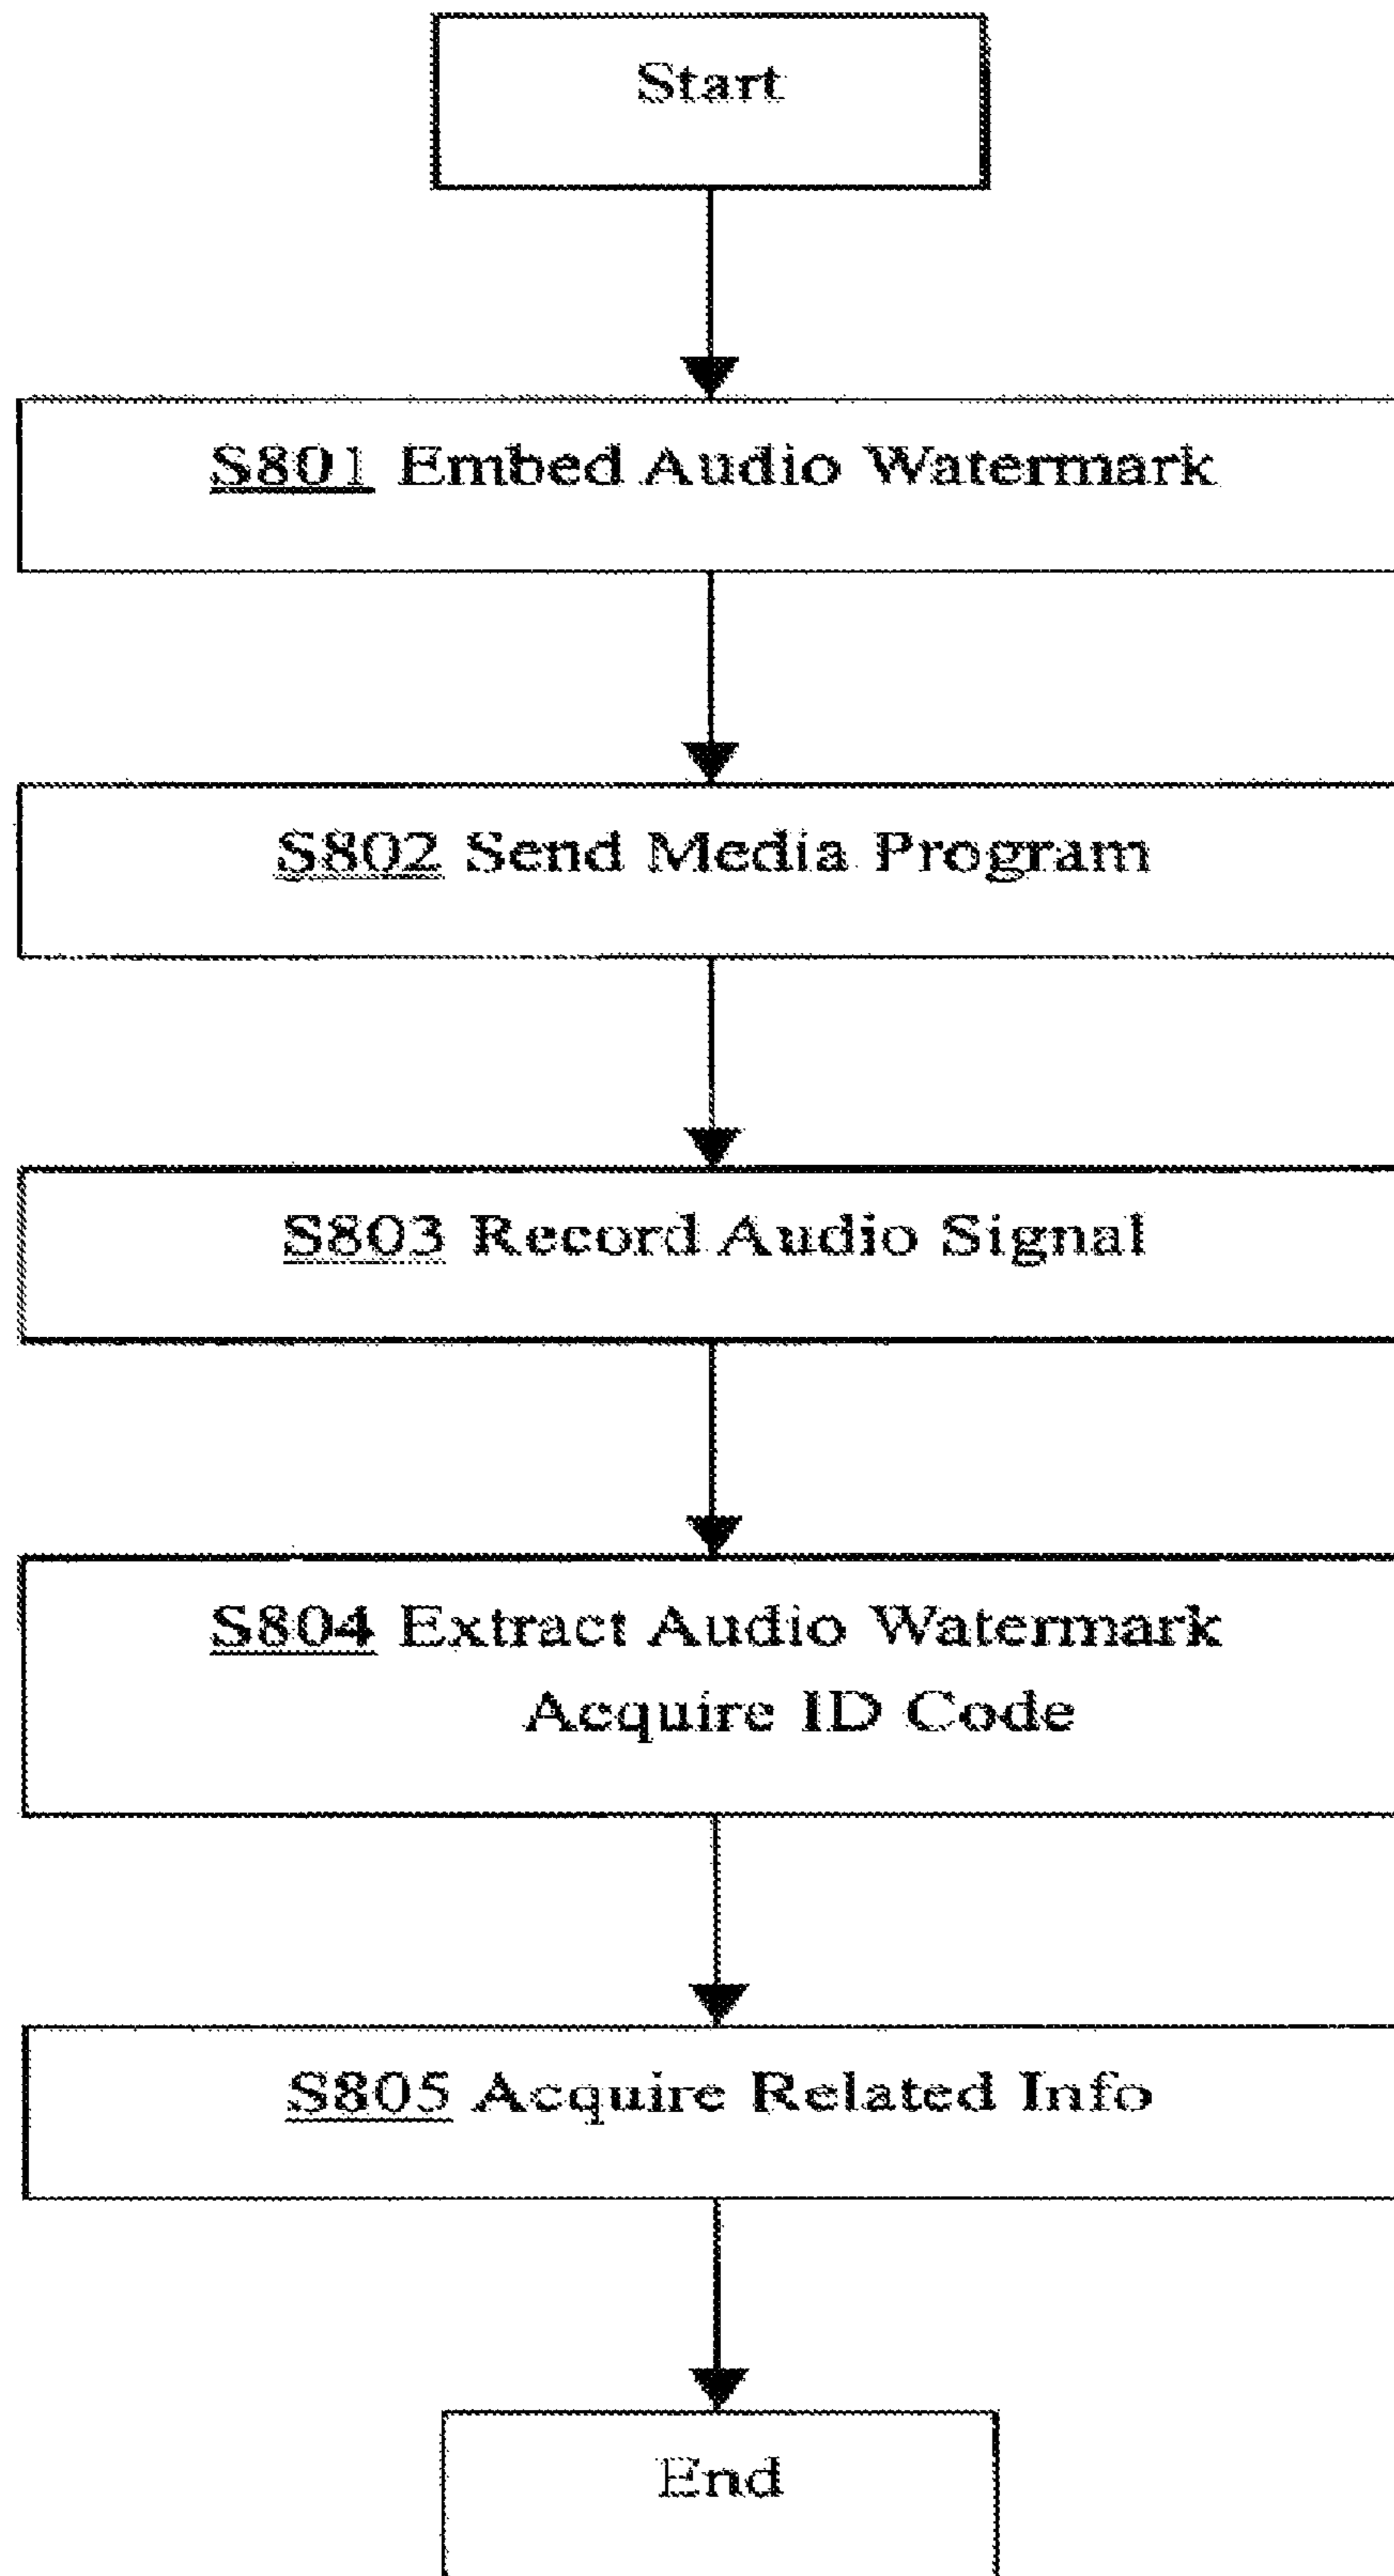 Start
S801 Embed Audio Watermark
S802 Send Media Program
S803 Record Audio Signal
S804 Extract Audio Watermark
Acquire ID Code
S805 Acquire Related Info
End